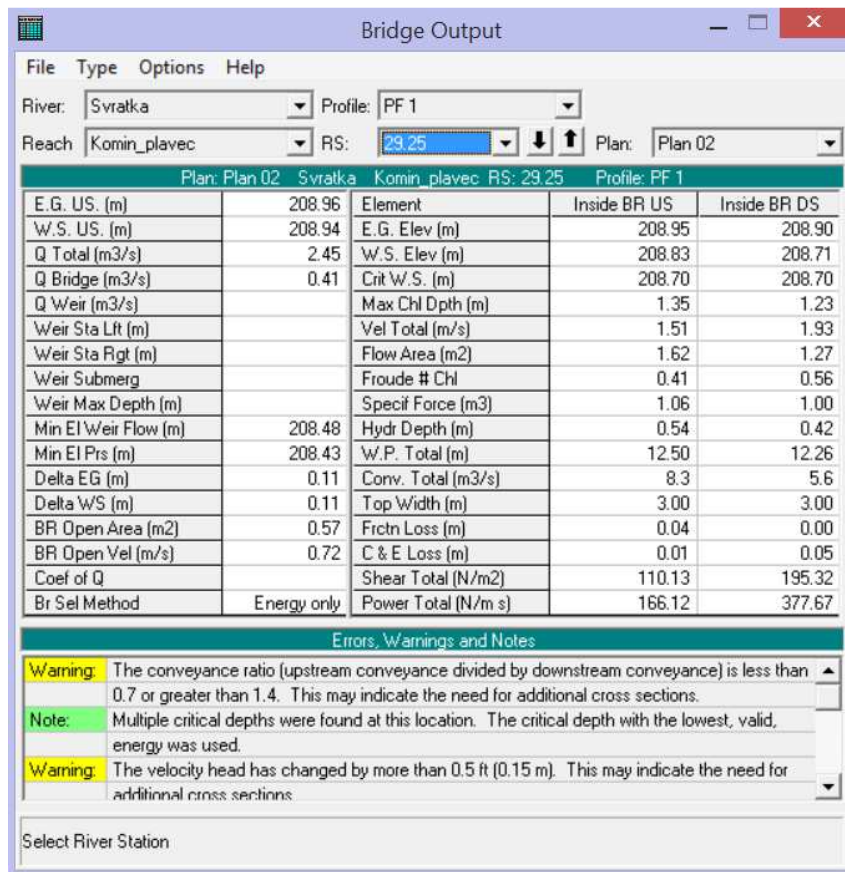 Bridge Output
File Type Options Help
River: Svratka Profile: PF 1
Reach Komin_plavec RS: 29.25 Plan: Plan 02
Plan: Plan 02 Svratka Komin_plavec RS: 29.25 Profile: PF 1
E.G. US. (m) 208.96 Element Inside BR US Inside BR DS
W.S. US. (m) 208.94 E.G. Elev (m) 208.95 208.90
Q Total (m3/s) 2.45 W.S. Elev (m) 208.83 208.71
Q Bridge (m3/s) 0.41 Crit W.S. (m) 208.70 208.70
Q Weir (m3/s) Max Chl Dpth (m) 1.35 1.23
Weir Sta Lft (m) Vel Total (m/s) 1.51 1.93
Weir Sta Rgt (m) Flow Area (m2) 1.62 1.27
Weir Submerg Froude # Chl 0.41 0.56
Weir Max Depth (m) Specif Force (m3) 1.06 1.00
Min El Weir Flow (m) 208.48 Hydr Depth (m) 0.54 0.42
Min El Prs (m) 208.43 W.P. Total (m) 12.50 12.26
Delta EG (m) 0.11 Conv. Total (m3/s) 8.3 5.6
Delta WS (m) 0.11 Top Width (m) 3.00 3.00
BR Open Area (m2) 0.57 Frctn Loss (m) 0.04 0.00
BR Open Vel (m/s) 0.72 C & E Loss (m) 0.01 0.05
Coef of Q Shear Total (N/m2) 110.13 195.32
Br Sel Method Energy only Power Total (N/m s) 166.12 377.67
Errors, Warnings and Notes
Warning: The conveyance ratio (upstream conveyance divided by downstream conveyance) is less than
0.7 or greater than 1.4. This may indicate the need for additional cross sections.
Note: Multiple critical depths were found at this location. The critical depth with the lowest, valid,
energy was used.
Warning: The velocity head has changed by more than 0.5 ft (0.15 m). This may indicate the need for
additional cross sections
Select River Station